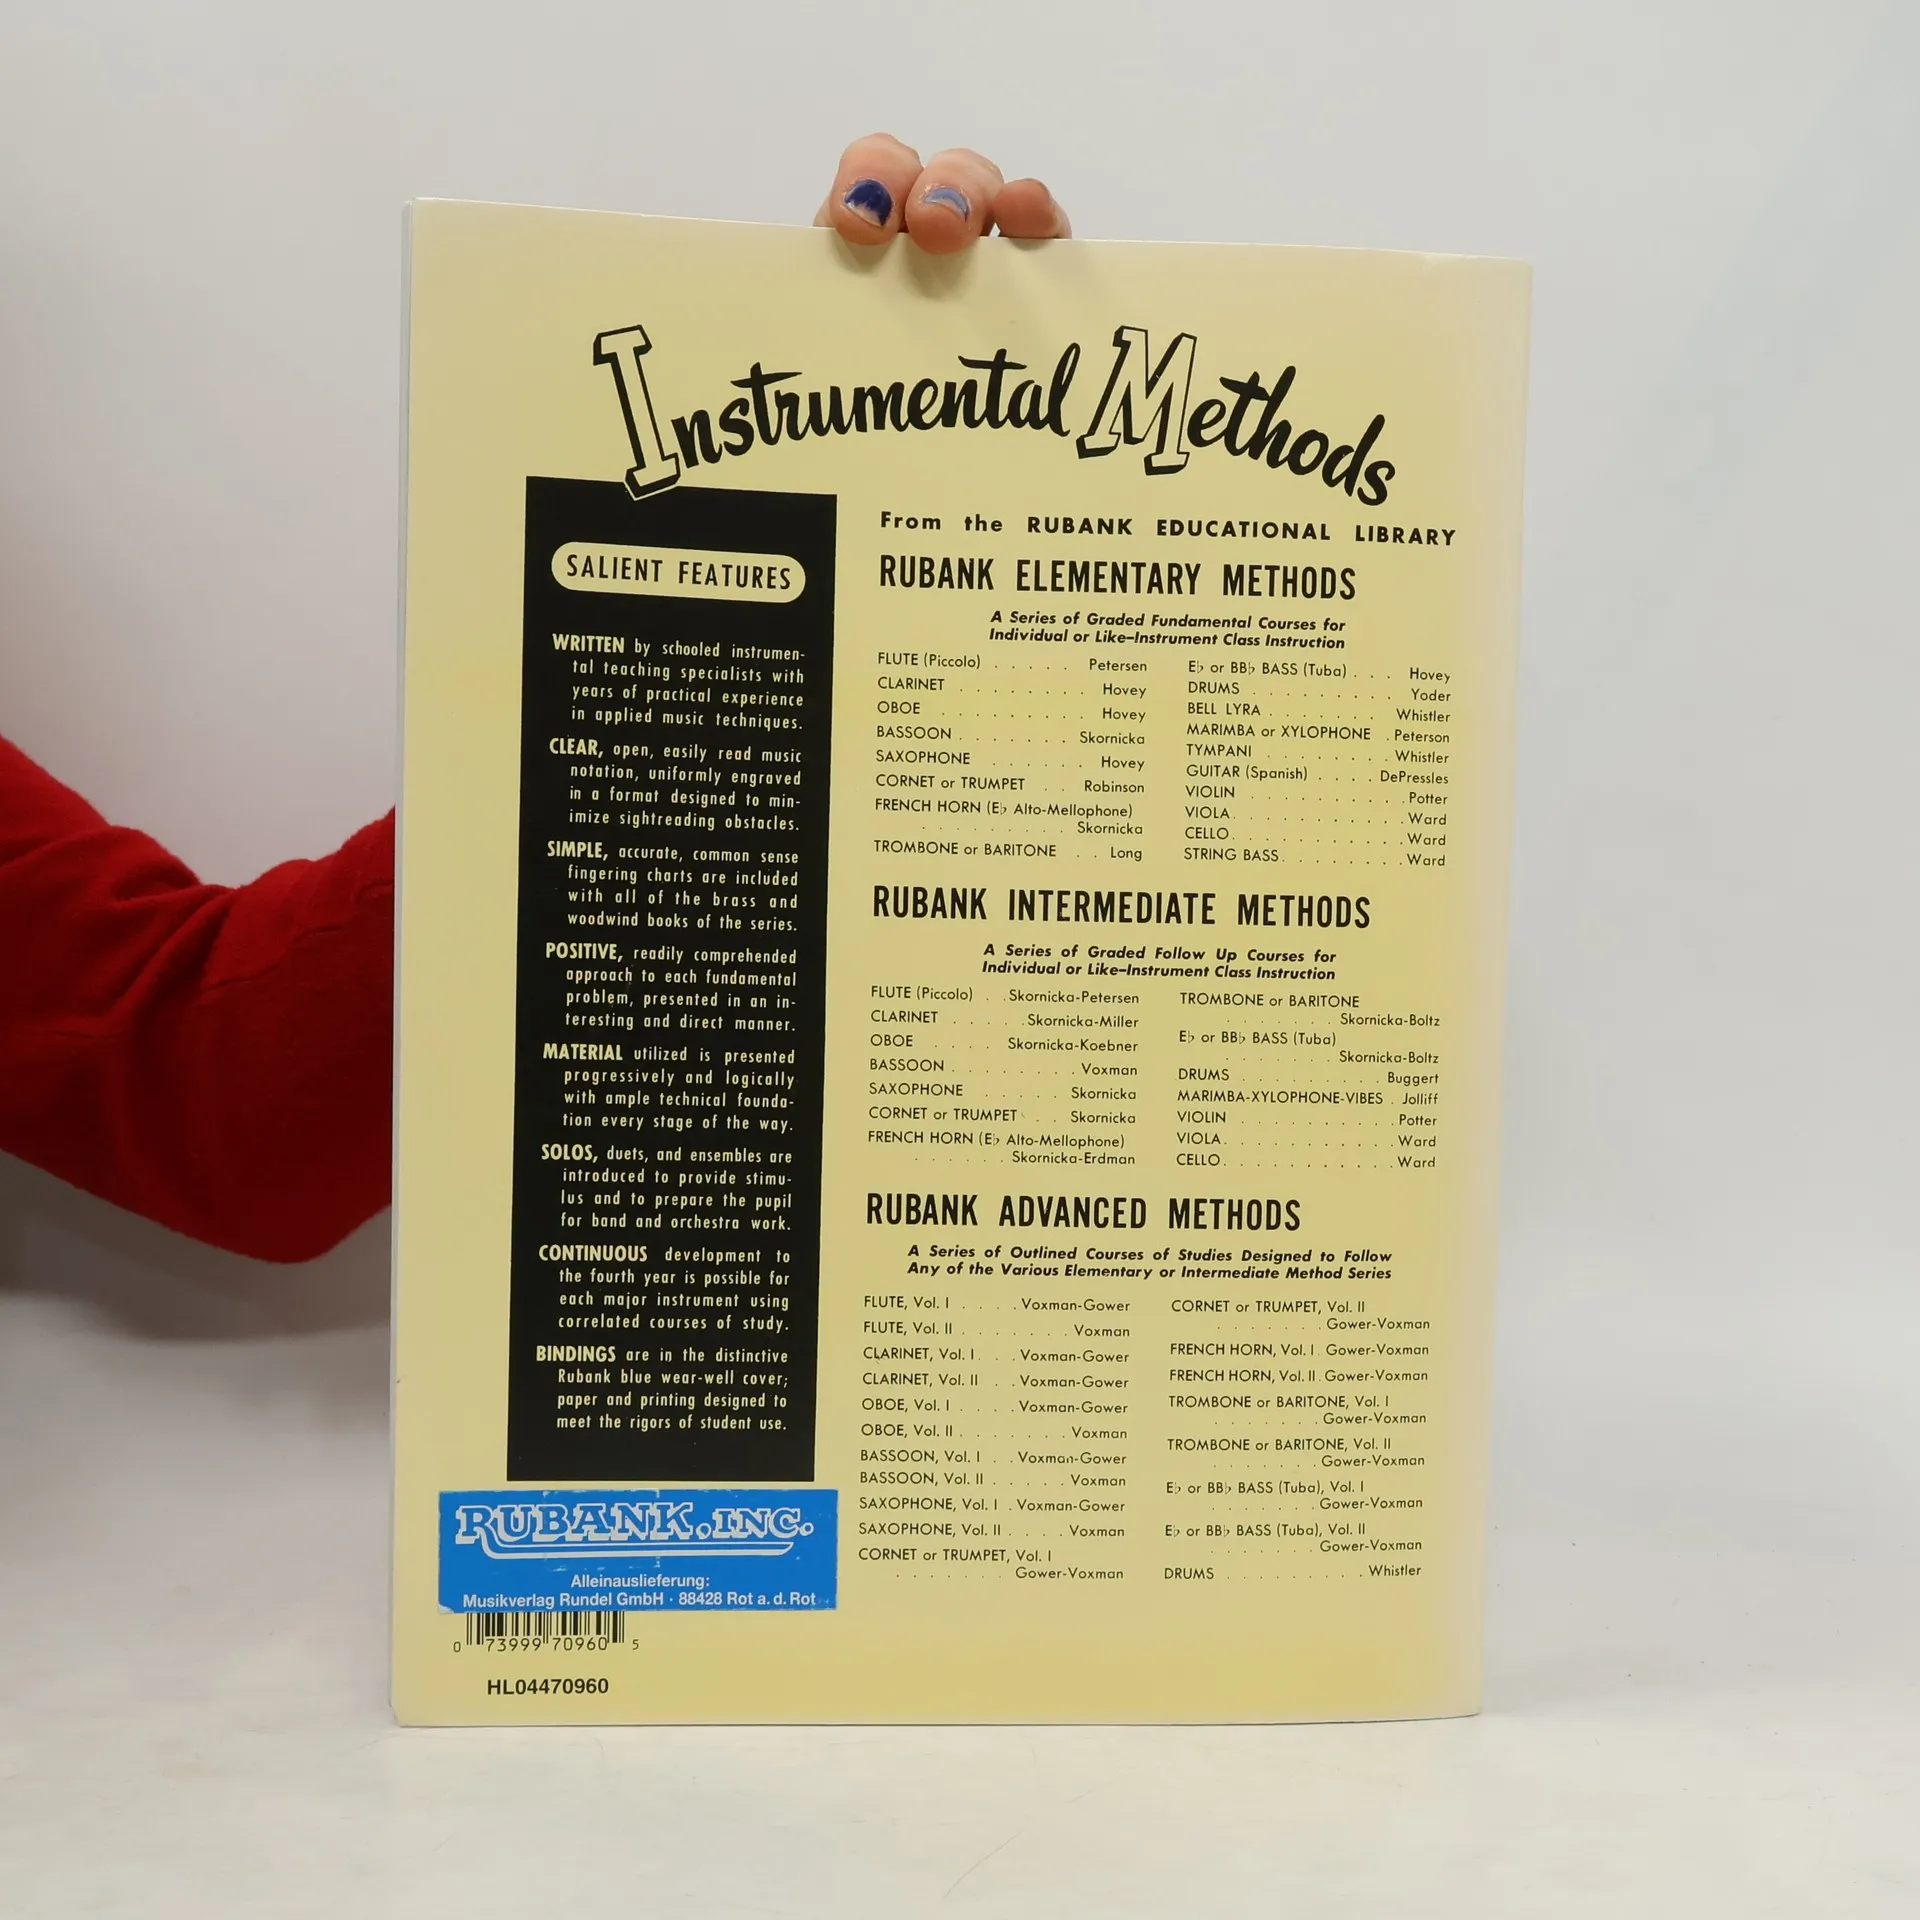 Instrumental Methods
SALIENT FEATURES
WRITTEN by schooled instrumen-
tal teaching specialists with
years of practical experience
in applied music techniques.
CLEAR, open, easily read music
notation, uniformly engraved
in a format designed to min-
imize sightreading obstacles.
SIMPLE, accurate, common sense
fingering charts are included
with all of the brass and
woodwind books of the series.
POSITIVE, readily comprehended
approach to each fundamental
problem, presented in an in-
teresting and direct manner.
MATERIAL utilized is presented
progressively and logically
with ample technical founda-
tion every stage of the way.
SOLOS, duets, and ensembles are
introduced to provide stimu-
lus and to prepare the pupil
for band and orchestra work.
CONTINUOUS development to
the fourth year is possible for
each major instrument using
correlated courses of study.
BINDINGS are in the distinctive
Rubank blue wear-well cover;
paper and printing designed to
meet the rigors of student use.
RUBANK, INC.
Alleinauslieferung:
Musikverlag Rundel GmbH · 88428 Rot a. d. Rot
0 73999 70960 5
HL04470960
From the RUBANK EDUCATIONAL LIBRARY
RUBANK ELEMENTARY METHODS
A Series of Graded Fundamental Courses for
Individual or Like-Instrument Class Instruction
FLUTE (Piccolo) . . . . . Petersen
CLARINET . . . . . . . . Hovey
OBOE . . . . . . . . . Hovey
BASSOON . . . . . . . Skornicka
SAXOPHONE . . . . . . Hovey
CORNET or TRUMPET . . Robinson
FRENCH HORN (E♭ Alto-Mellophone)
. . . . . . . . . Skornicka
TROMBONE or BARITONE . . Long
E♭ or BB♭ BASS (Tuba) . . . Hovey
DRUMS . . . . . . . . . Yoder
BELL LYRA . . . . . . . Whistler
MARIMBA or XYLOPHONE . Peterson
TYMPANI . . . . . . . . Whistler
GUITAR (Spanish) . . . . DePressles
VIOLIN . . . . . . . . . . Potter
VIOLA . . . . . . . . . . . Ward
CELLO . . . . . . . . . . . Ward
STRING BASS . . . . . . . . Ward
RUBANK INTERMEDIATE METHODS
A Series of Graded Follow Up Courses for
Individual or Like-Instrument Class Instruction
FLUTE (Piccolo) . . Skornicka-Petersen
CLARINET . . . . . Skornicka-Miller
OBOE . . . . Skornicka-Koebner
BASSOON . . . . . . . . Voxman
SAXOPHONE . . . . . Skornicka
CORNET or TRUMPET . . Skornicka
FRENCH HORN (E♭ Alto-Mellophone)
. . . . . . Skornicka-Erdman
TROMBONE or BARITONE
. . . . . . . Skornicka-Boltz
E♭ or BB♭ BASS (Tuba)
. . . . . . . Skornicka-Boltz
DRUMS . . . . . . . . . Buggert
MARIMBA-XYLOPHONE-VIBES . Jolliff
VIOLIN . . . . . . . . . . . Potter
VIOLA . . . . . . . . . . . Ward
CELLO . . . . . . . . . . . Ward
RUBANK ADVANCED METHODS
A Series of Outlined Courses of Studies Designed to Follow
Any of the Various Elementary or Intermediate Method Series
FLUTE, Vol. I . . . . Voxman-Gower
FLUTE, Vol. II . . . . . . . Voxman
CLARINET, Vol. I . . . Voxman-Gower
CLARINET, Vol. II . . Voxman-Gower
OBOE, Vol. I . . . . Voxman-Gower
OBOE, Vol. II . . . . . . . Voxman
BASSOON, Vol. I . . Voxman-Gower
BASSOON, Vol. II . . . . . Voxman
SAXOPHONE, Vol. I . Voxman-Gower
SAXOPHONE, Vol. II . . . . Voxman
CORNET or TRUMPET, Vol. I
. . . . . . . Gower-Voxman
CORNET or TRUMPET, Vol. II
. . . . . . . Gower-Voxman
FRENCH HORN, Vol. I . Gower-Voxman
FRENCH HORN, Vol. II . Gower-Voxman
TROMBONE or BARITONE, Vol. I
. . . . . . . Gower-Voxman
TROMBONE or BARITONE, Vol. II
. . . . . . . Gower-Voxman
E♭ or BB♭ BASS (Tuba), Vol. I
. . . . . . . Gower-Voxman
E♭ or BB♭ BASS (Tuba), Vol. II
. . . . . . . Gower-Voxman
DRUMS . . . . . . . . . Whistler